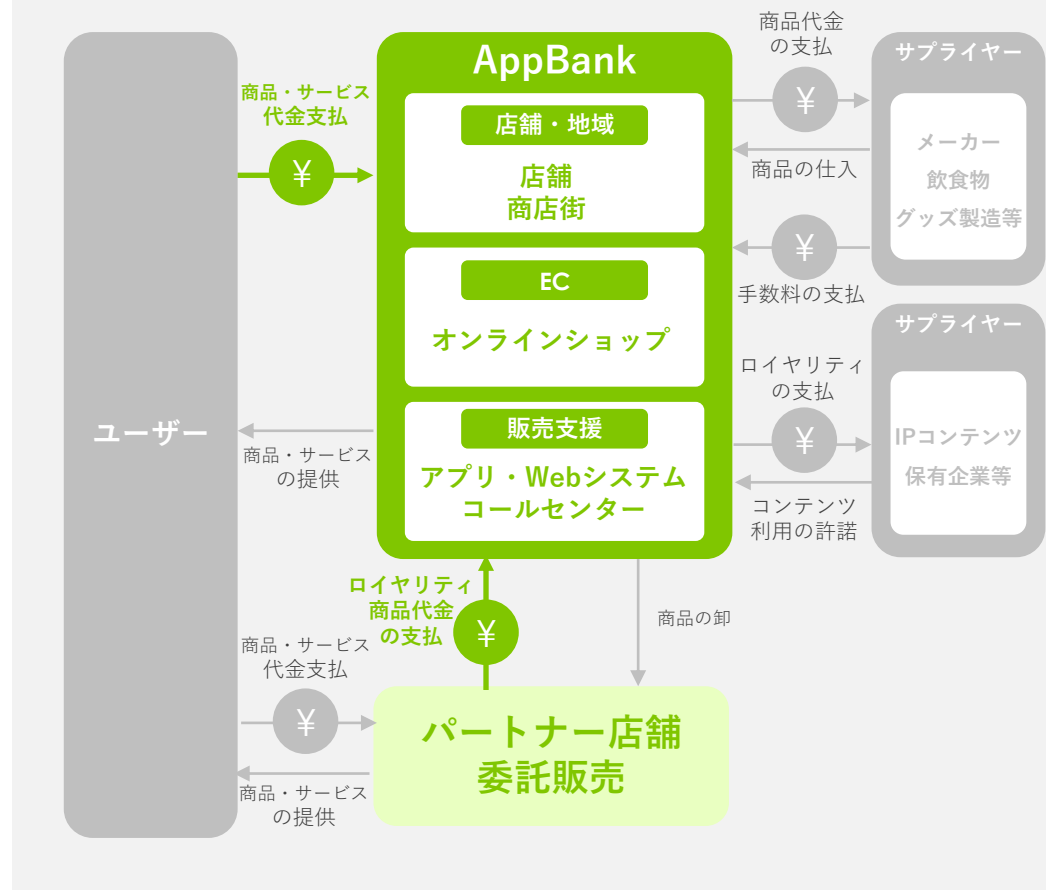 ユーザー
商品・サービス
代金支払
¥
AppBank
店舗・地域
店舗
商店街
EC
オンラインショップ
販売支援
アプリ・Webシステム
コールセンター
商品・サービス
の提供
商品代金
の支払
¥
商品の仕入
¥
手数料の支払
サプライヤー
メーカー
飲食物
グッズ製造等
ロイヤリティ
の支払
¥
コンテンツ
利用の許諾
サプライヤー
IPコンテンツ
保有企業等
ロイヤリティ
商品代金
の支払
¥
商品の卸
商品・サービス
代金支払
¥
パートナー店舗
委託販売
商品・サービス
の提供